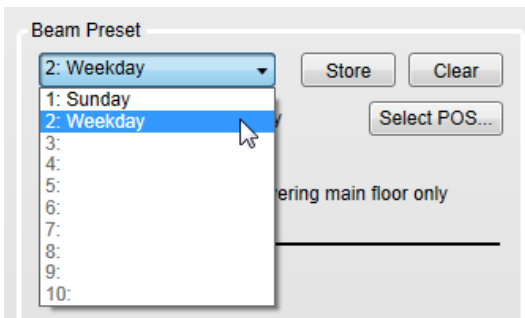 Beam Preset
2: Weekday
Store
Clear
1: Sunday
2: Weekday
Select POS...
3:
4:
5:
ering main floor only
6:
7:
8:
9:
10: